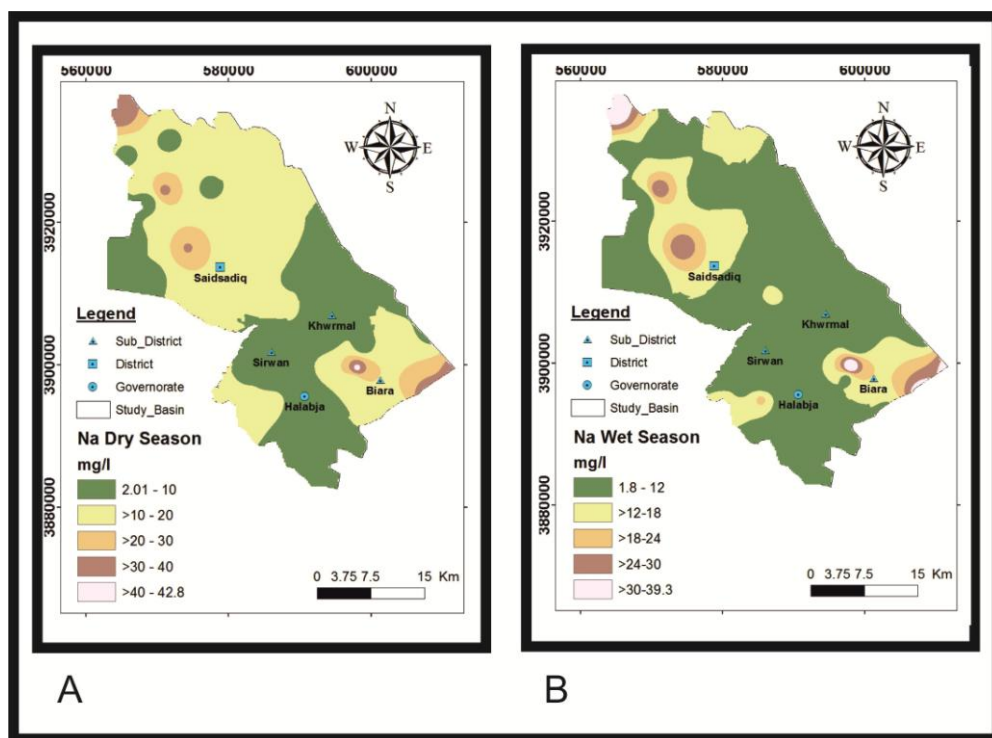 560000 580000 600000
N
W E
S
3920000
3900000
3880000
Saidsadiq
Khwrmal
Sirwan
Biara
Halabja
Legend
Sub_District
District
Governorate
Study_Basin
Na Dry Season
mg/l
2.01 - 10
>10 - 20
>20 - 30
>30 - 40
>40 - 42.8
0 3.75 7.5 15 Km
A
560000 580000 600000
N
W E
S
3920000
3900000
3880000
Saidsadiq
Khwrmal
Sirwan
Biara
Halabja
Legend
Sub_District
District
Governorate
Study_Basin
Na Wet Season
mg/l
1.8 - 12
>12-18
>18-24
>24-30
>30-39.3
0 3.75 7.5 15 Km
B